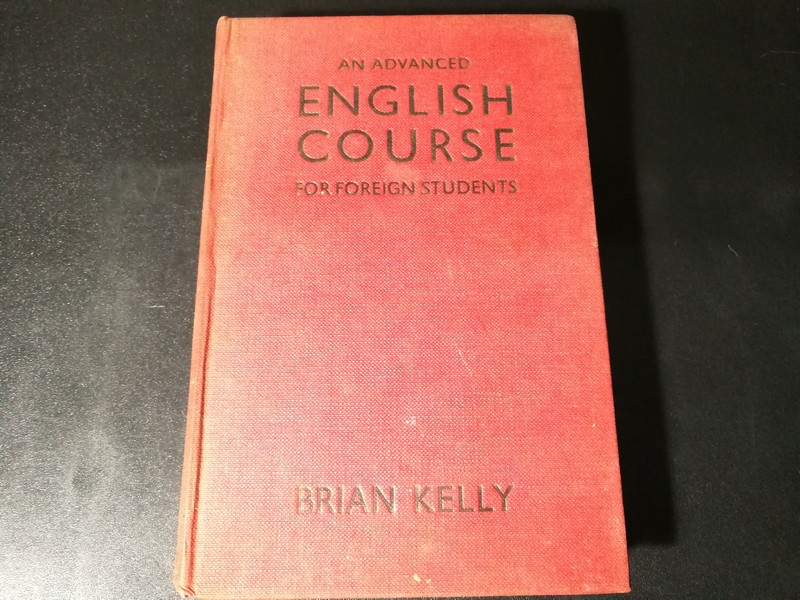 AN ADVANCED
ENGLISH
COURSE
FOR FOREIGN STUDENTS
BRIAN KELLY